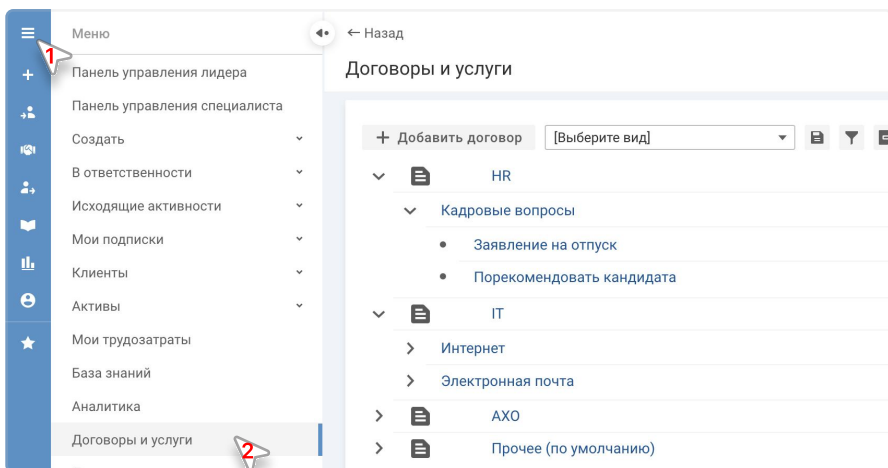 Меню
Панель управления лидера
Панель управления специалиста
Создать
В ответственности
Исходящие активности
Мои подписки
Клиенты
Активы
Мои трудозатраты
База знаний
Аналитика
Договоры и услуги
1
2
← Назад
Договоры и услуги
+ Добавить договор [Выберите вид]
HR
Кадровые вопросы
• Заявление на отпуск
• Порекомендовать кандидата
IT
Интернет
Электронная почта
АХО
Прочее (по умолчанию)